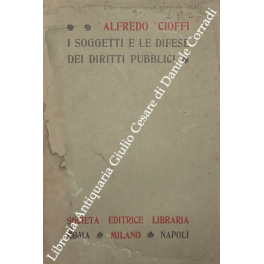 ALFREDO CIOFFI
I SOGGETTI E LE DIFESE
DEI DIRITTI PUBBLICI
SOCIETÀ EDITRICE LIBRARIA
ROMA MILANO NAPOLI
Libreria Antiquaria Giulio Cesare di Daniele Corradi